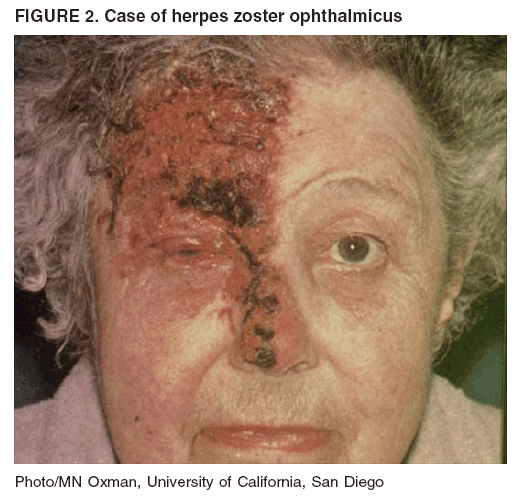 FIGURE 2. Case of herpes zoster ophthalmicus
Photo/MN Oxman, University of California, San Diego